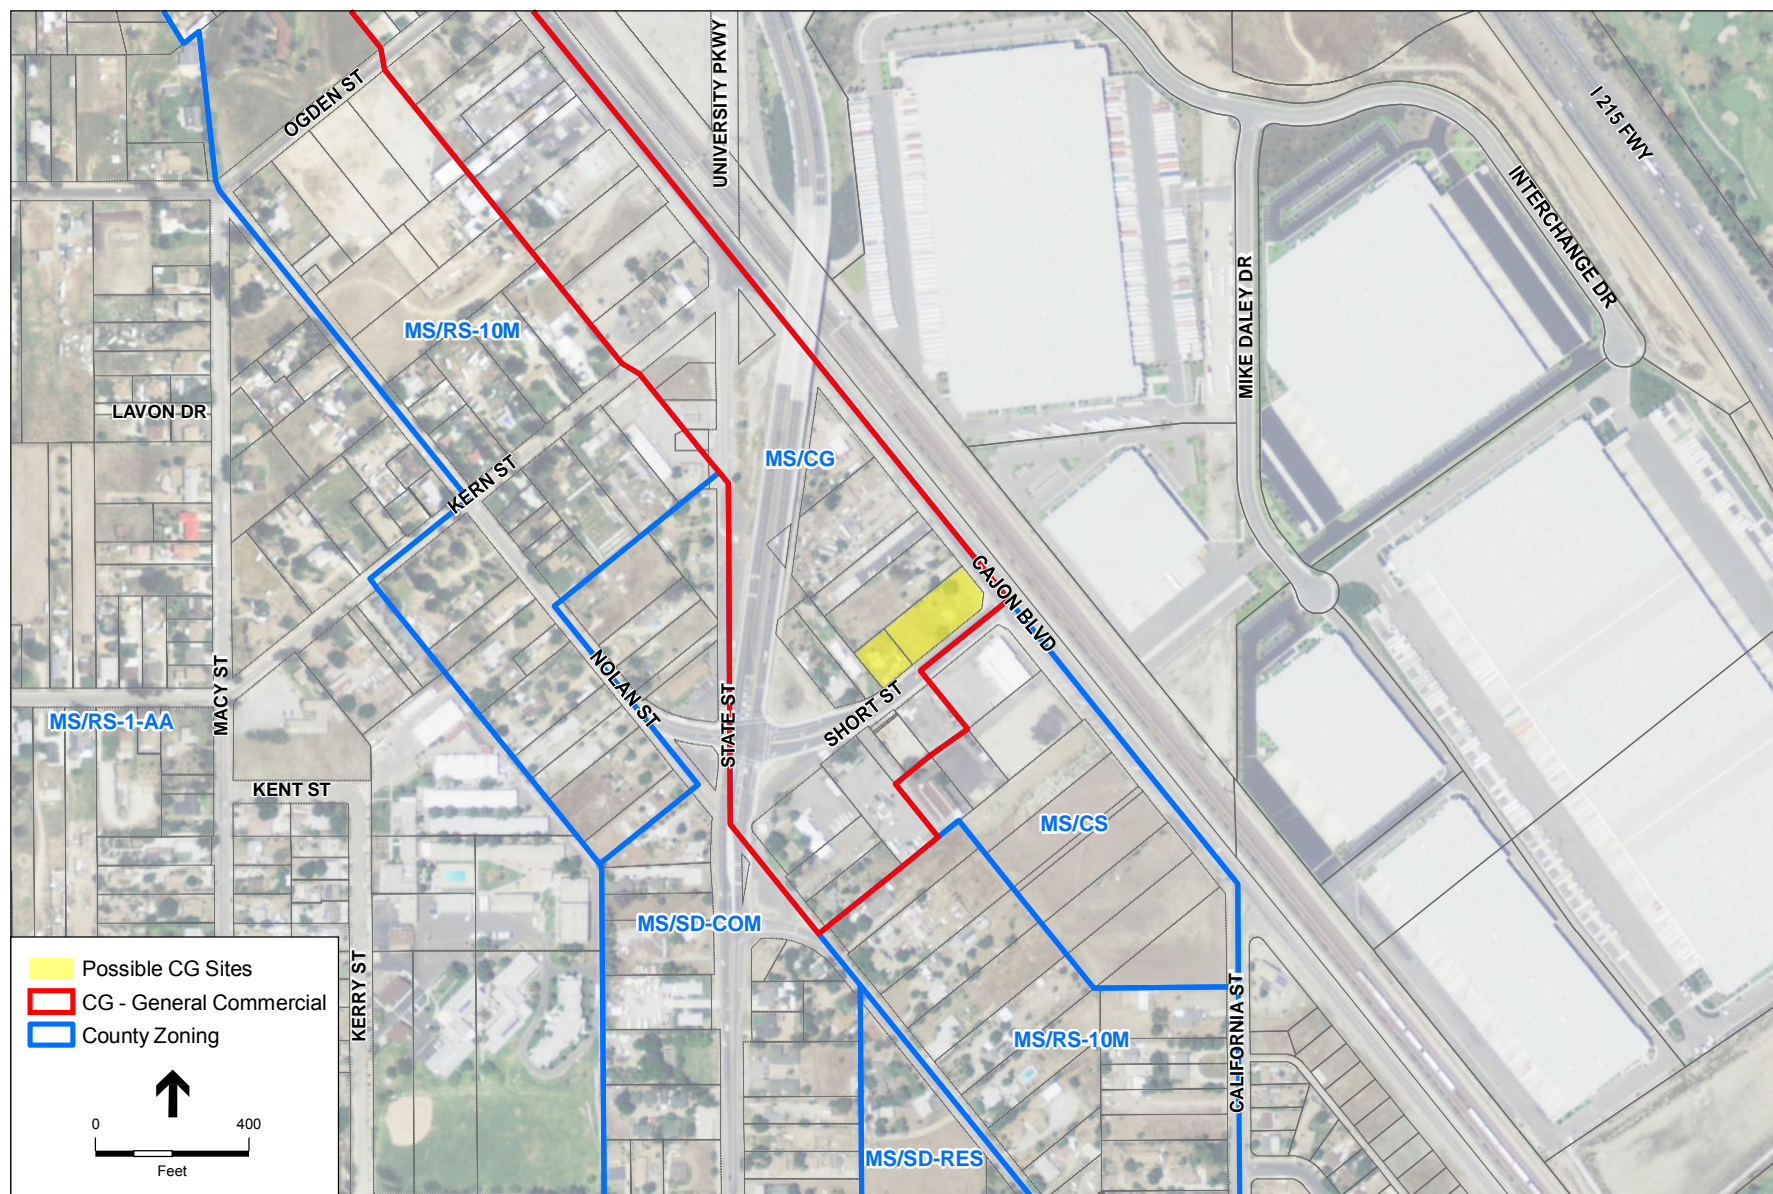 UNIVERSITY PKWY
OGDEN ST
I 215 FWY
INTERCHANGE DR
MIKE DALEY DR
MS/RS-10M
LAVON DR
MS/CG
KERN ST
CAJON BLVD
NOLAN ST
MACY ST
STATE ST
SHORT ST
MS/RS-1-AA
KENT ST
MS/CS
MS/SD-COM
KERRY ST
CALIFORNIA ST
MS/RS-10M
MS/SD-RES
Possible CG Sites
CG - General Commercial
County Zoning
0 400
Feet